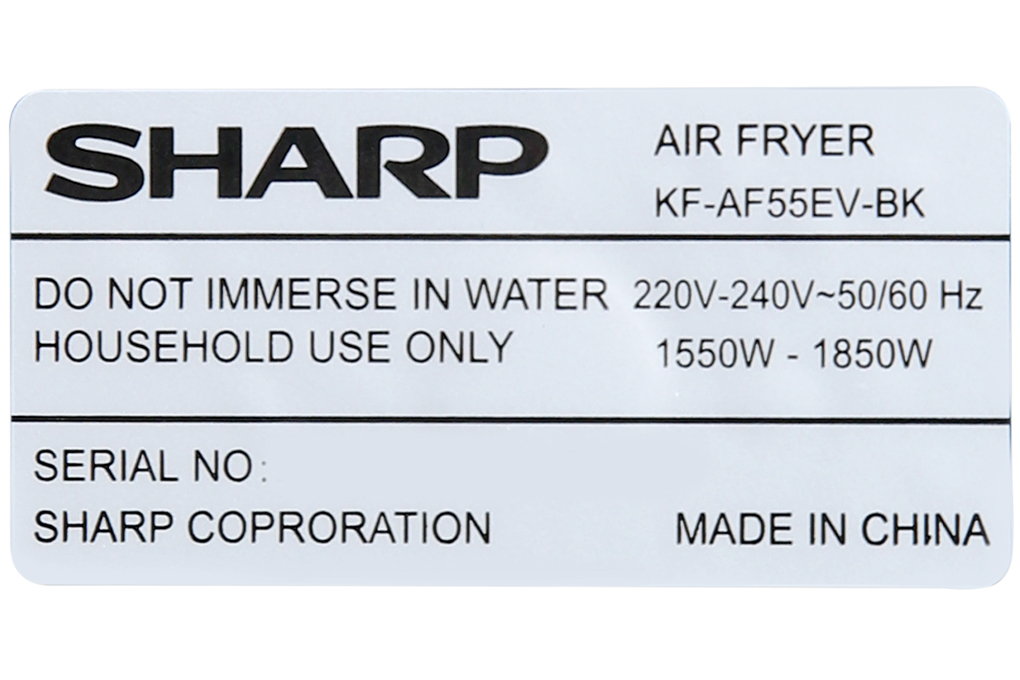 SHARP
AIR FRYER
KF-AF55EV-BK
DO NOT IMMERSE IN WATER
HOUSEHOLD USE ONLY
220V-240V~50/60 Hz
1550W - 1850W
SERIAL NO:
SHARP COPRORATION
MADE IN CHINA